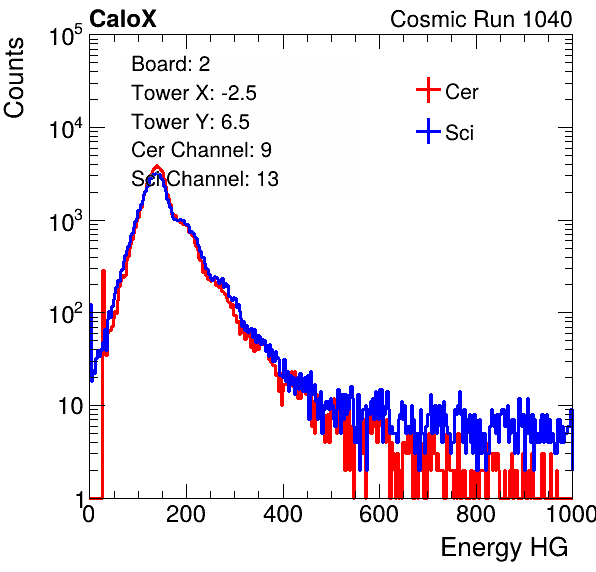 CaloX Cosmic Run 1040
Counts
Board: 2
Tower X: -2.5
Tower Y: 6.5
Cer Channel: 9
Sci Channel: 13
Cer
Sci
10^5
10^4
10^3
10^2
10
1
0 200 400 600 800 1000
Energy HG